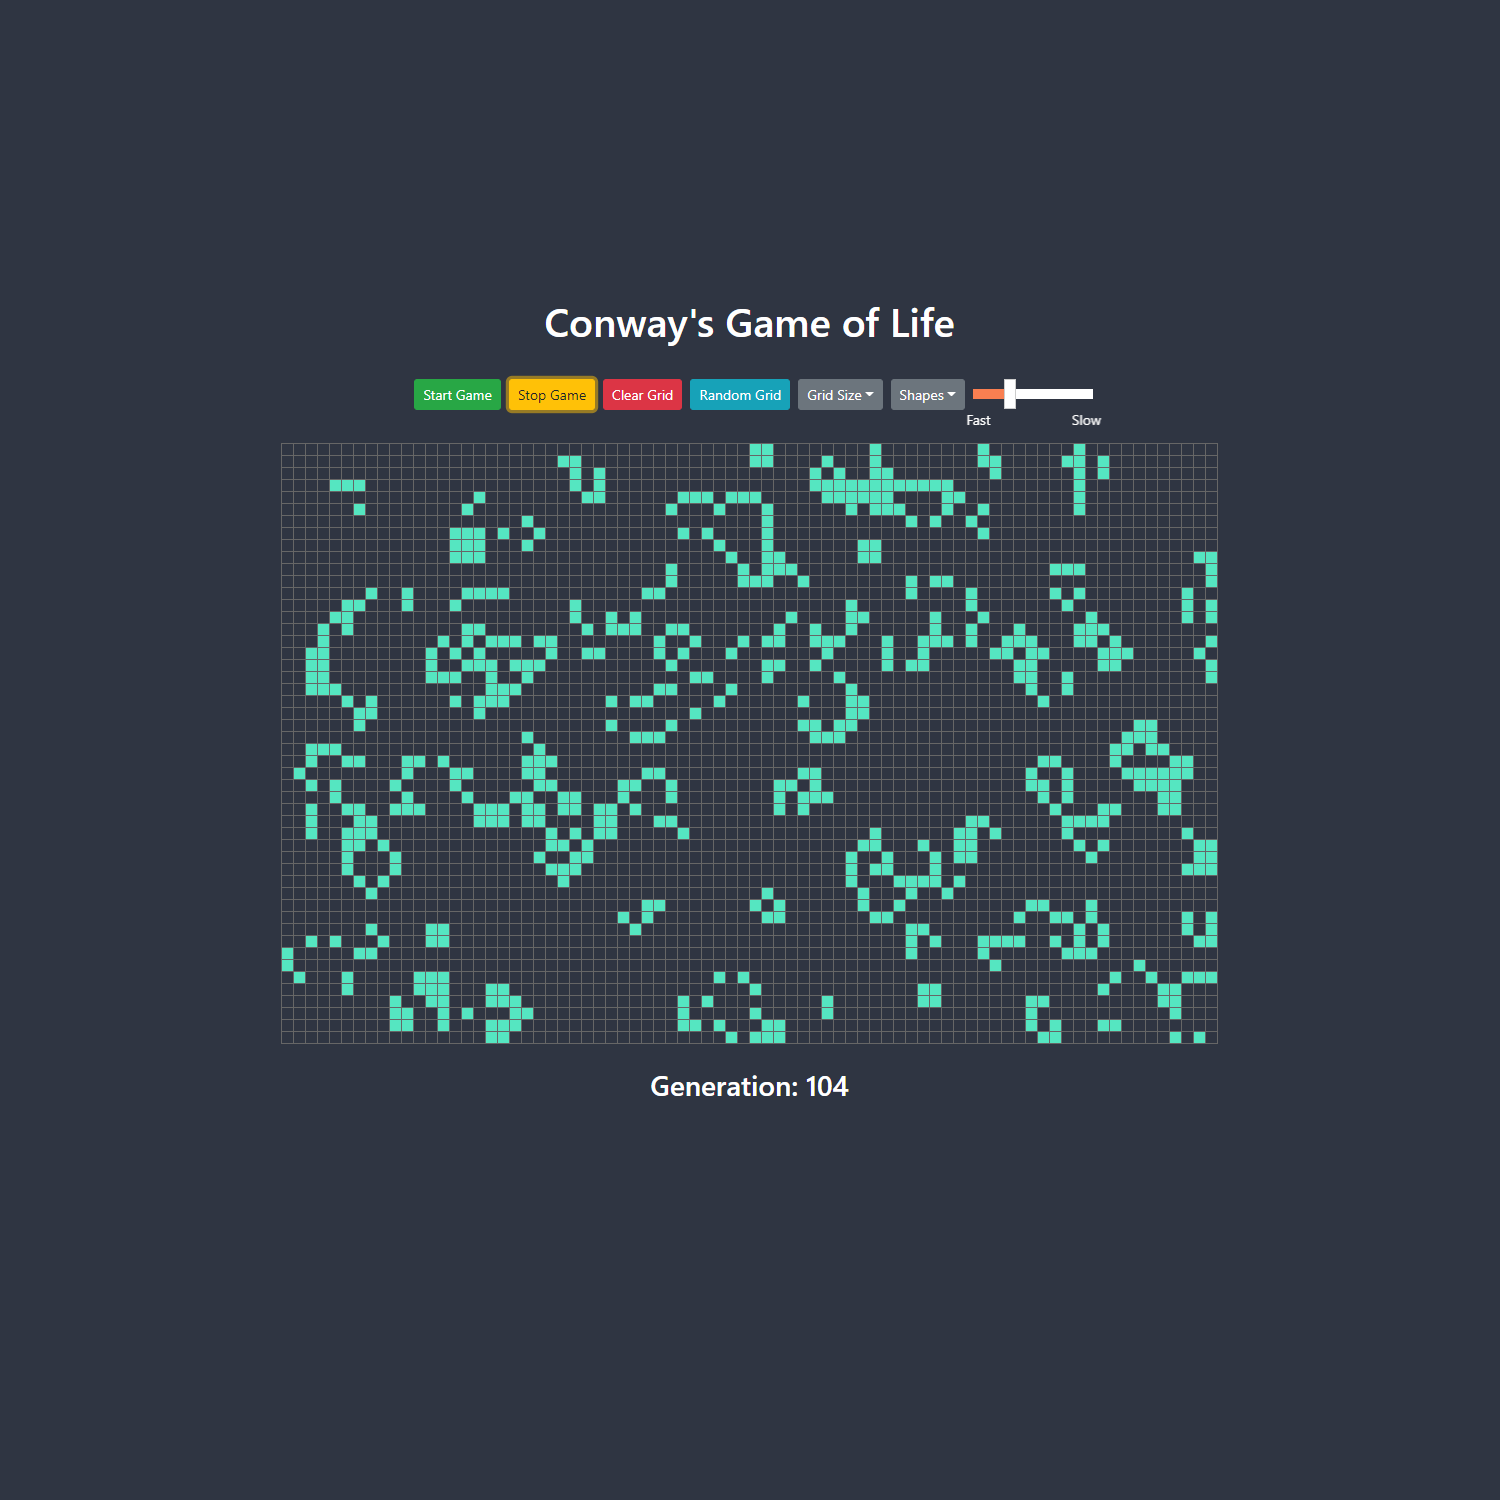 Conway's Game of Life
Start Game Stop Game Clear Grid Random Grid Grid Size Shapes
Fast Slow
Generation: 104